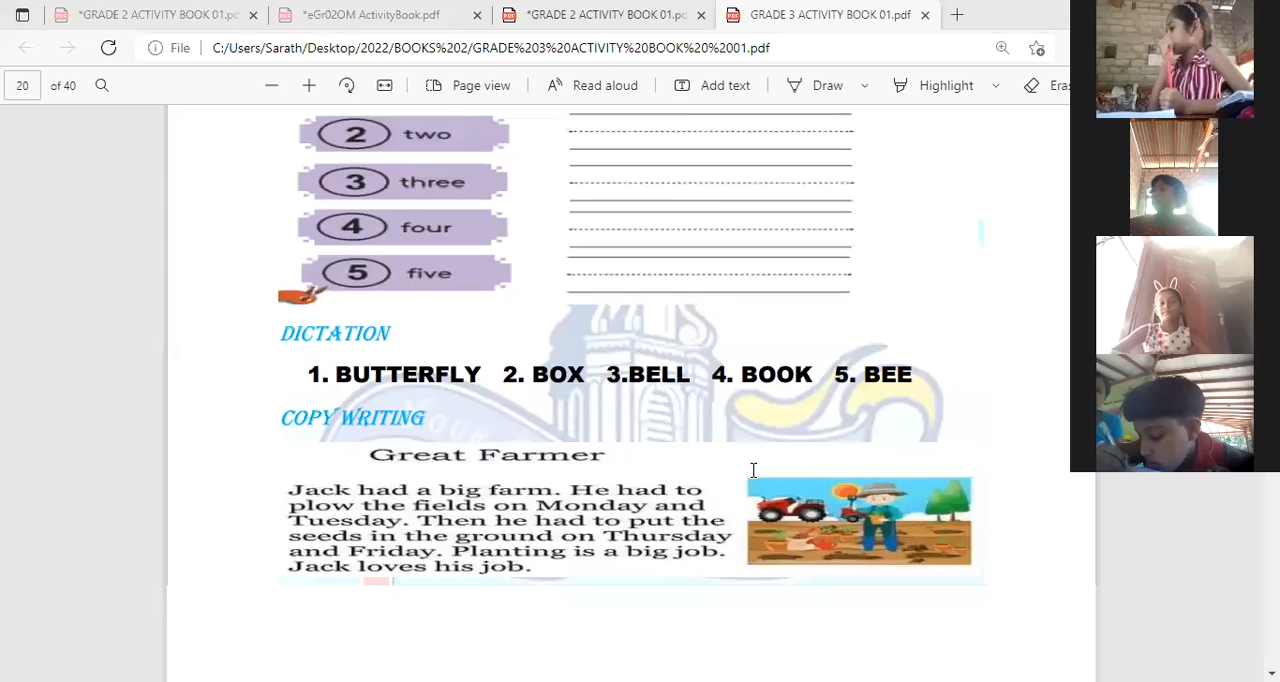 *GRADE 2 ACTIVITY BOOK 01.pd
*eGr02OM ActivityBook.pdf
*GRADE 2 ACTIVITY BOOK 01.pd
GRADE 3 ACTIVITY BOOK 01.pdf
File C:/Users/Sarath/Desktop/2022/BOOKS%202/GRADE%203%20ACTIVITY%20BOOK%20%2001.pdf
20 of 40 Page view Read aloud Add text Draw Highlight Eras
2 two
3 three
4 four
5 five
DICTATION
1. BUTTERFLY 2. BOX 3.BELL 4. BOOK 5. BEE
COPY WRITING
Great Farmer
Jack had a big farm. He had to
plow the fields on Monday and
Tuesday. Then he had to put the
seeds in the ground on Thursday
and Friday. Planting is a big job.
Jack loves his job.